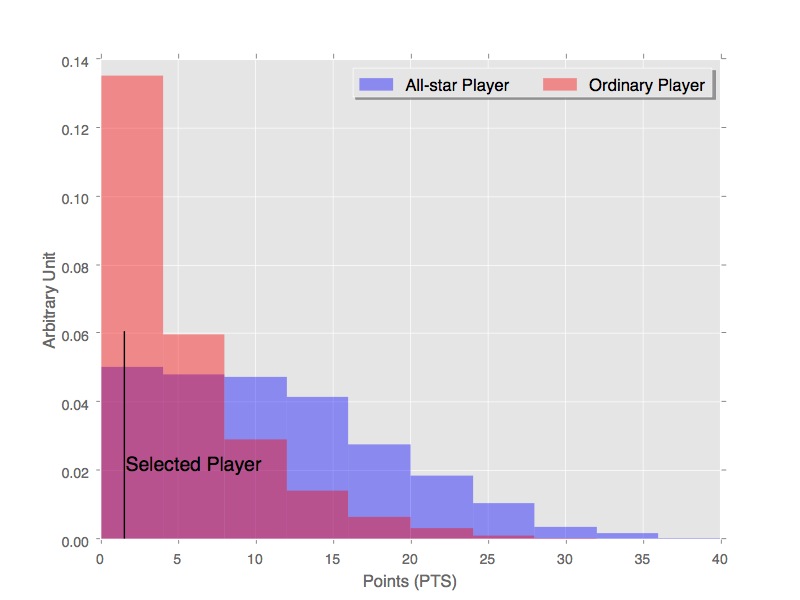 All-star Player Ordinary Player
0.14
0.12
0.10
0.08
0.06
0.04
0.02
0.00
Arbitrary Unit
Selected Player
0 5 10 15 20 25 30 35 40
Points (PTS)